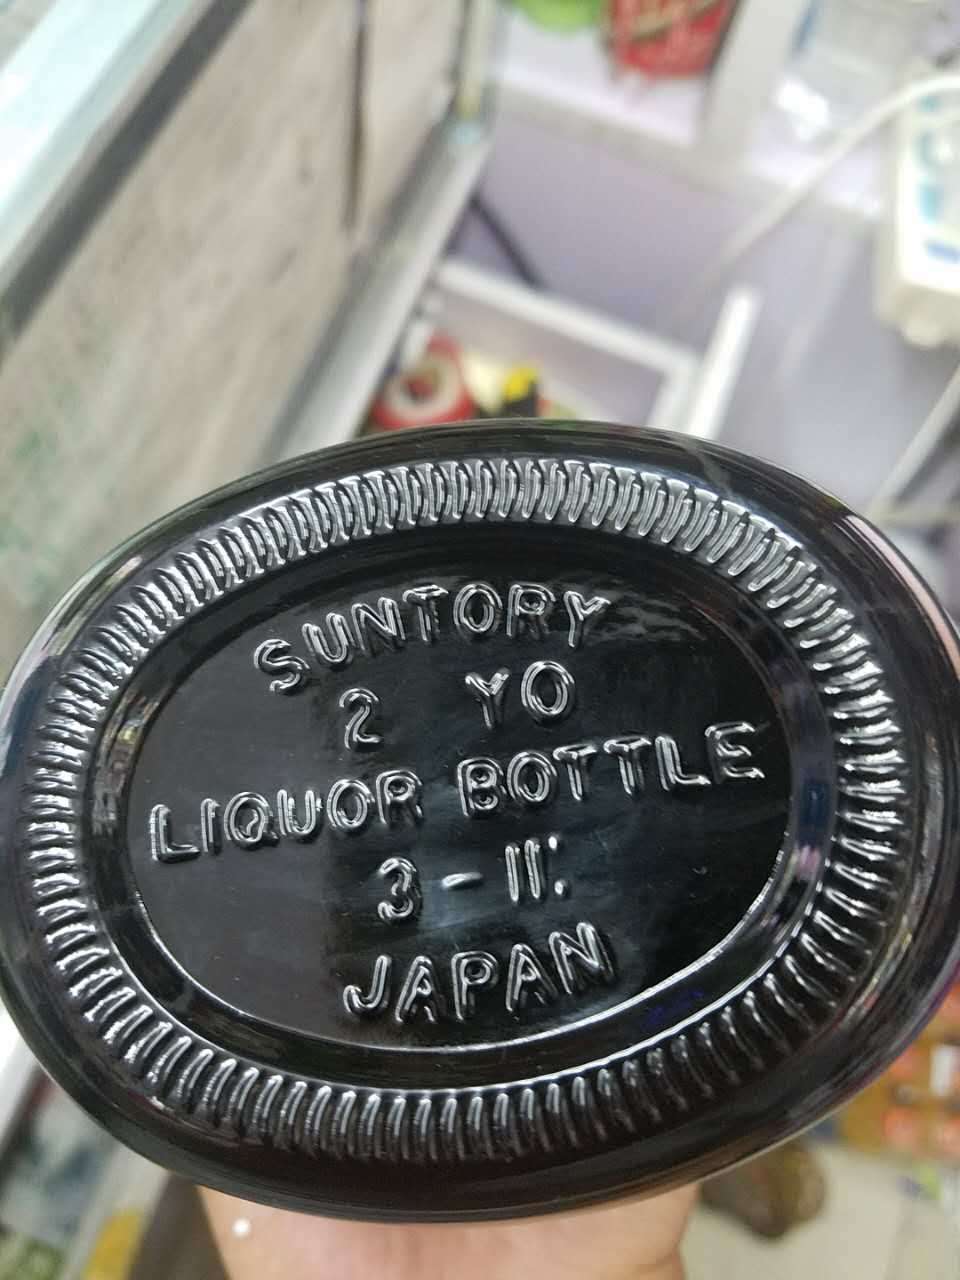 SUNTORY
2 YO
LIQUOR BOTTLE
3 - 11:
JAPAN